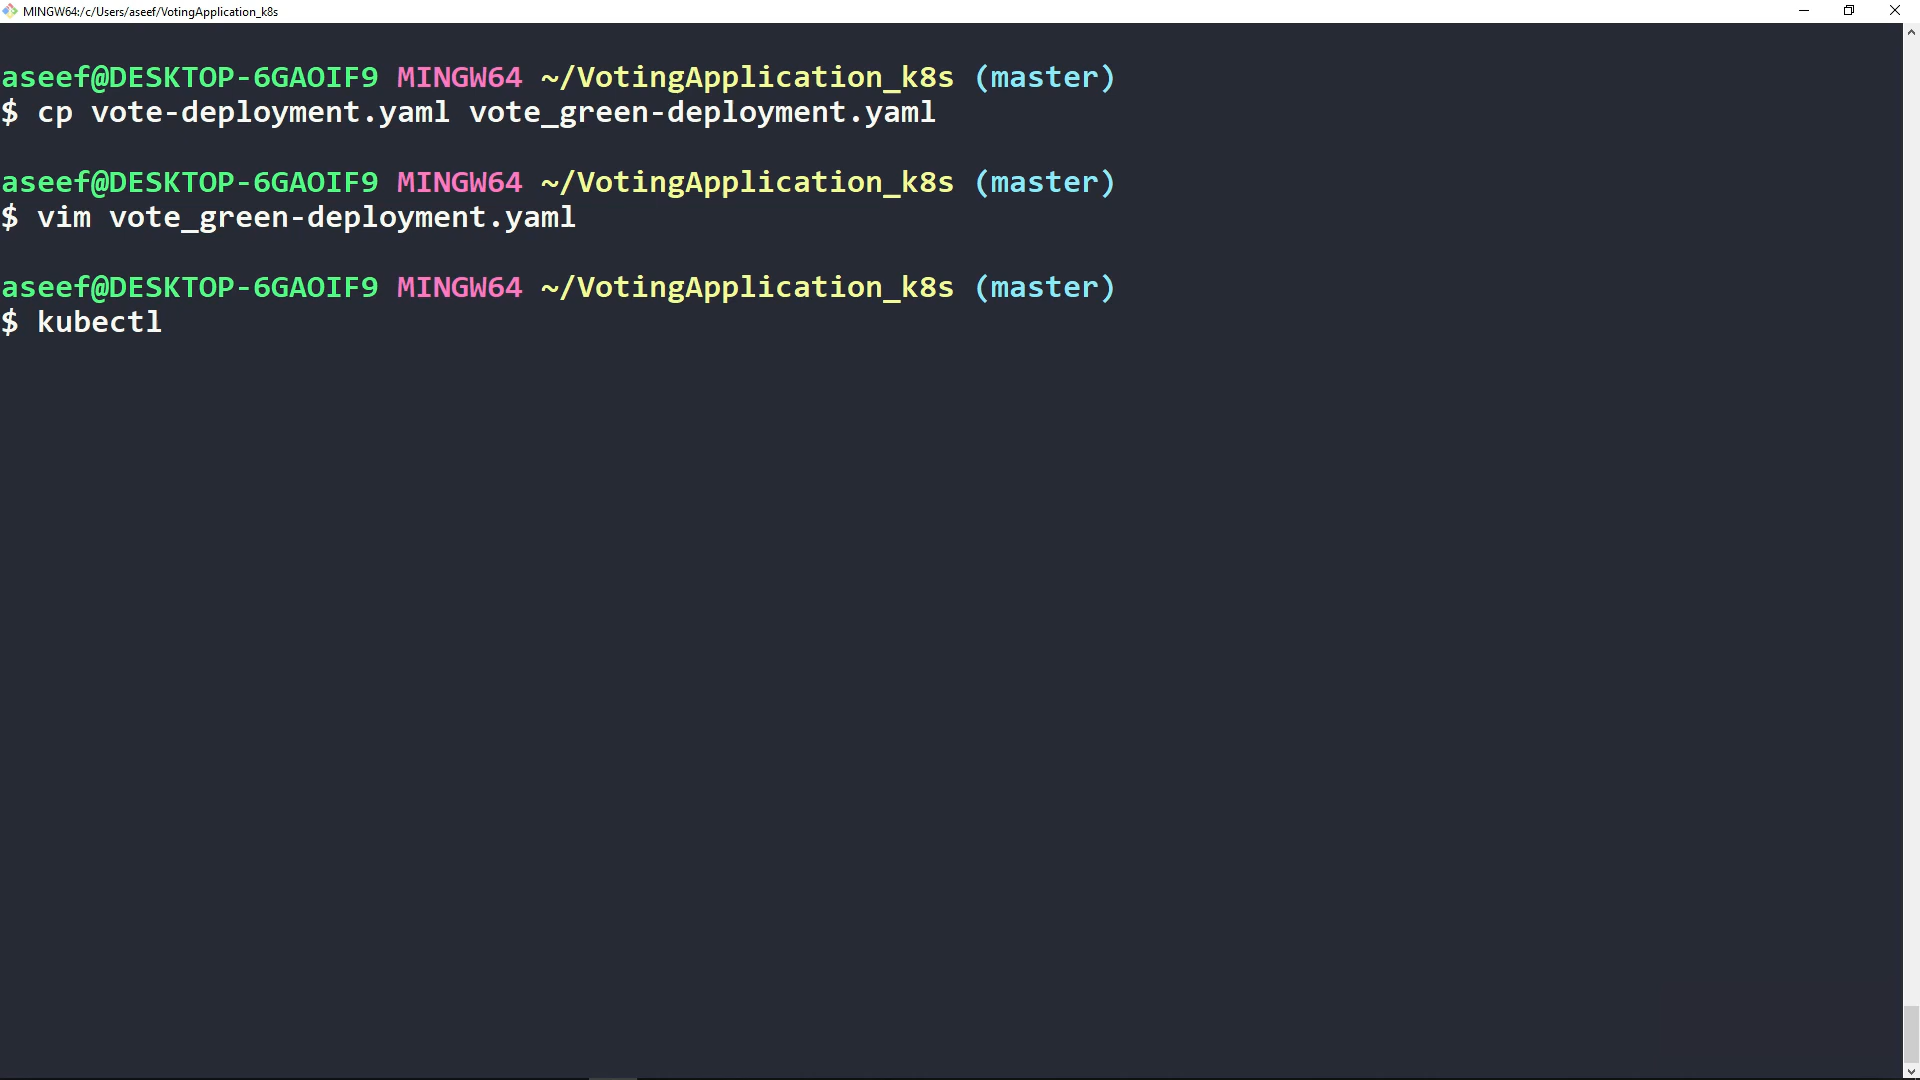 MINGW64:/c/Users/aseef/VotingApplication_k8s
aseef@DESKTOP-6GAOIF9 MINGW64 ~/VotingApplication_k8s (master)
$ cp vote-deployment.yaml vote_green-deployment.yaml
aseef@DESKTOP-6GAOIF9 MINGW64 ~/VotingApplication_k8s (master)
$ vim vote_green-deployment.yaml
aseef@DESKTOP-6GAOIF9 MINGW64 ~/VotingApplication_k8s (master)
$ kubectl